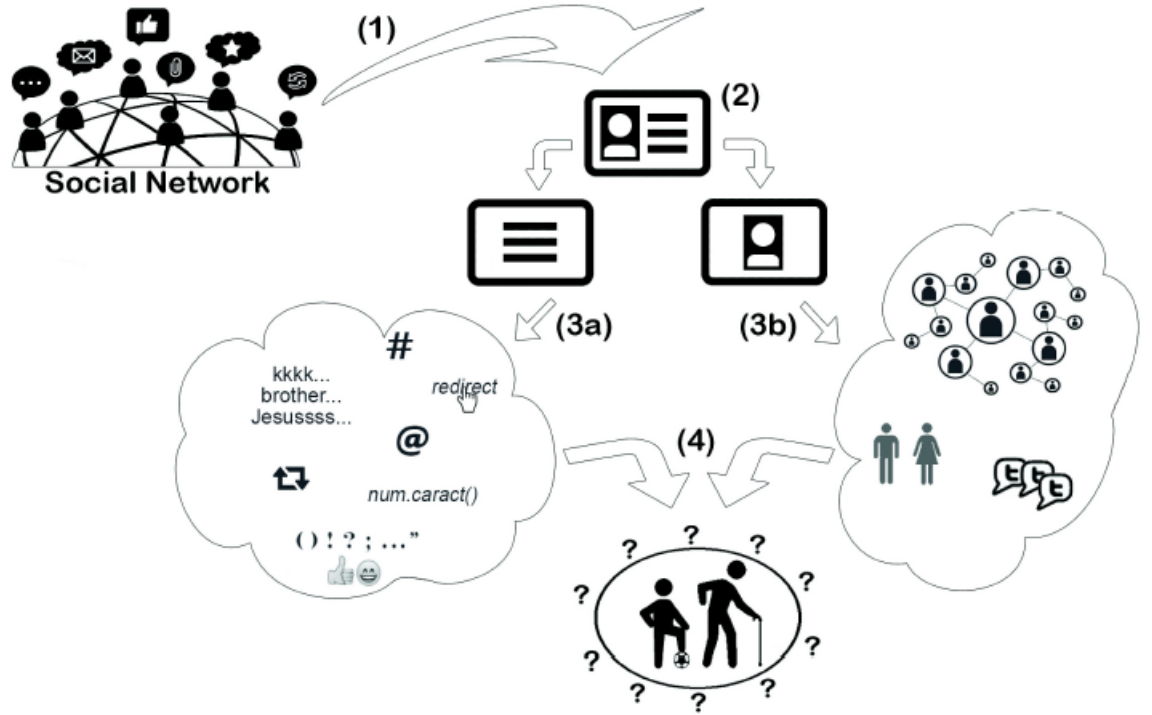 (1)
Social Network
(2)
(3a)
(3b)
#
kkkk...
brother...
Jesussss...
redirect
@
num.caract()
( ) ! ? ; ... ”
(4)
? ? ? ? ? ? ? ? ? ? ?